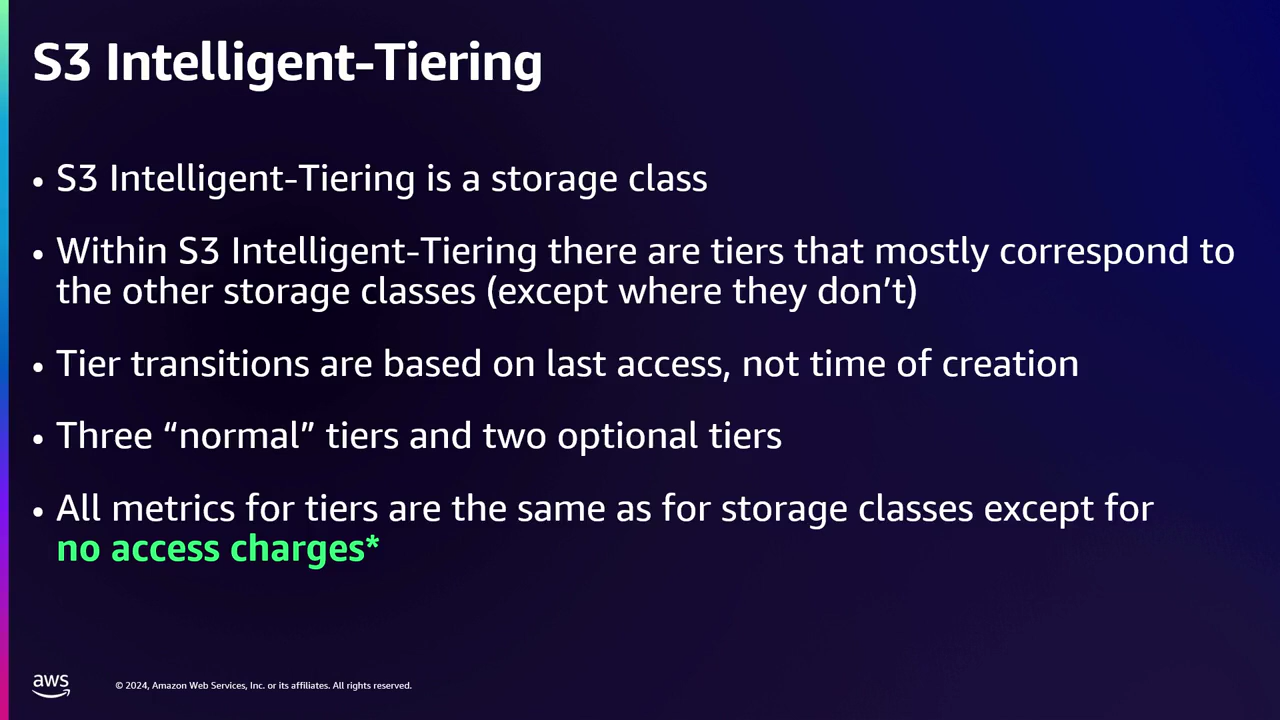 S3 Intelligent-Tiering
• S3 Intelligent-Tiering is a storage class
• Within S3 Intelligent-Tiering there are tiers that mostly correspond to
the other storage classes (except where they don’t)
• Tier transitions are based on last access, not time of creation
• Three “normal” tiers and two optional tiers
• All metrics for tiers are the same as for storage classes except for
no access charges*
aws
© 2024, Amazon Web Services, Inc. or its affiliates. All rights reserved.